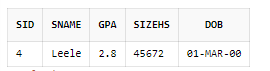 SID SNAME GPA SIZEHS DOB
4 Leele 2.8 45672 01-MAR-00